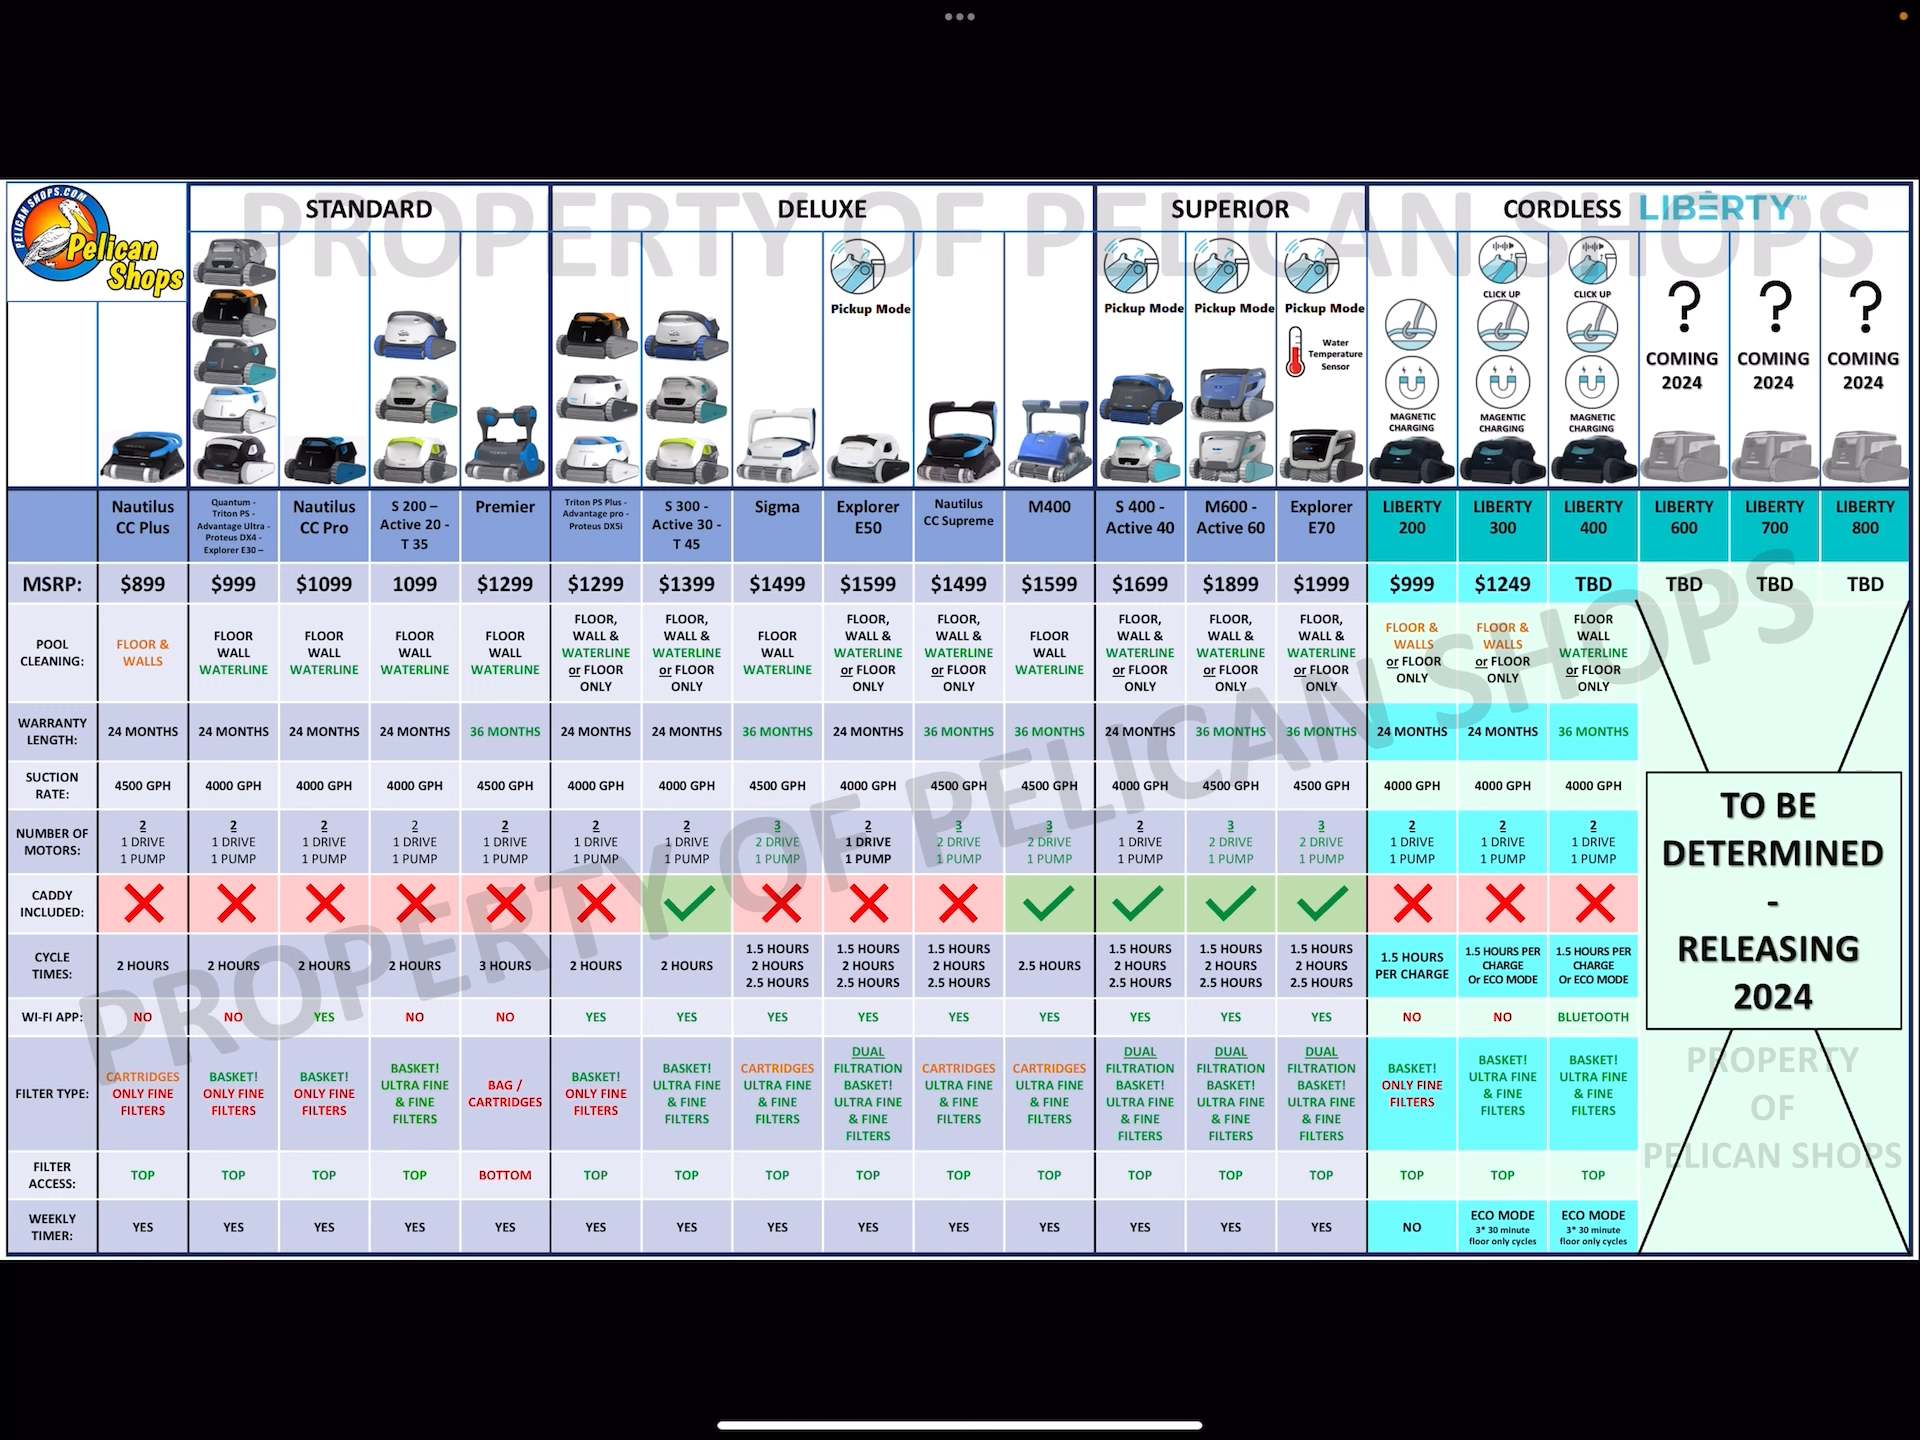 PELICAN SHOPS.COM
Pelican
Shops
STANDARD
DELUXE
SUPERIOR
CORDLESS LIBERTY™
PROPERTY OF PELICAN SHOPS
Pickup Mode
Pickup Mode
Pickup Mode
Pickup Mode
Water
Temperature
Sensor
MAGNETIC
CHARGING
CLICK UP
MAGENTIC
CHARGING
CLICK UP
MAGNETIC
CHARGING
?
COMING
2024
?
COMING
2024
?
COMING
2024
Nautilus
CC Plus
Quantum -
Triton PS -
Advantage Ultra -
Proteus DX4 -
Explorer E30 –
Nautilus
CC Pro
S 200 –
Active 20 -
T 35
Premier
Triton PS Plus -
Advantage pro -
Proteus DX5i
S 300 -
Active 30 -
T 45
Sigma
Explorer
E50
Nautilus
CC Supreme
M400
S 400 -
Active 40
M600 -
Active 60
Explorer
E70
LIBERTY
200
LIBERTY
300
LIBERTY
400
LIBERTY
600
LIBERTY
700
LIBERTY
800
MSRP: $899 $999 $1099 1099 $1299 $1299 $1399 $1499 $1599 $1499 $1599 $1699 $1899 $1999 $999 $1249 TBD TBD TBD TBD
POOL
CLEANING:
FLOOR &
WALLS
FLOOR
WALL
WATERLINE
FLOOR
WALL
WATERLINE
FLOOR
WALL
WATERLINE
FLOOR
WALL
WATERLINE
FLOOR,
WALL &
WATERLINE
or FLOOR
ONLY
FLOOR,
WALL &
WATERLINE
or FLOOR
ONLY
FLOOR
WALL
WATERLINE
FLOOR,
WALL &
WATERLINE
or FLOOR
ONLY
FLOOR,
WALL &
WATERLINE
or FLOOR
ONLY
FLOOR
WALL
WATERLINE
FLOOR,
WALL &
WATERLINE
or FLOOR
ONLY
FLOOR,
WALL &
WATERLINE
or FLOOR
ONLY
FLOOR,
WALL &
WATERLINE
or FLOOR
ONLY
FLOOR &
WALLS
or FLOOR
ONLY
FLOOR &
WALLS
or FLOOR
ONLY
FLOOR
WALL
WATERLINE
or FLOOR
ONLY
WARRANTY
LENGTH:
24 MONTHS 24 MONTHS 24 MONTHS 24 MONTHS 36 MONTHS 24 MONTHS 24 MONTHS 36 MONTHS 24 MONTHS 36 MONTHS 36 MONTHS 24 MONTHS 36 MONTHS 36 MONTHS 24 MONTHS 24 MONTHS 36 MONTHS
SUCTION
RATE:
4500 GPH 4000 GPH 4000 GPH 4000 GPH 4500 GPH 4000 GPH 4000 GPH 4500 GPH 4000 GPH 4500 GPH 4500 GPH 4000 GPH 4500 GPH 4500 GPH 4000 GPH 4000 GPH 4000 GPH
NUMBER OF
MOTORS:
2 2 2 2 2 2 2 3 2 3 3 2 3 3 2 2 2
1 DRIVE 1 DRIVE 1 DRIVE 1 DRIVE 1 DRIVE 1 DRIVE 1 DRIVE 2 DRIVE 1 DRIVE 2 DRIVE 2 DRIVE 1 DRIVE 2 DRIVE 2 DRIVE 1 DRIVE 1 DRIVE 1 DRIVE
1 PUMP 1 PUMP 1 PUMP 1 PUMP 1 PUMP 1 PUMP 1 PUMP 1 PUMP 1 PUMP 1 PUMP 1 PUMP 1 PUMP 1 PUMP 1 PUMP 1 PUMP 1 PUMP 1 PUMP
CADDY
INCLUDED:
CYCLE
TIMES:
2 HOURS
2 HOURS
2 HOURS
2 HOURS
3 HOURS
2 HOURS
2 HOURS
1.5 HOURS
2 HOURS
2.5 HOURS
1.5 HOURS
2 HOURS
2.5 HOURS
1.5 HOURS
2 HOURS
2.5 HOURS
2.5 HOURS
1.5 HOURS
2 HOURS
2.5 HOURS
1.5 HOURS
2 HOURS
2.5 HOURS
1.5 HOURS
2 HOURS
2.5 HOURS
1.5 HOURS
PER CHARGE
1.5 HOURS PER
CHARGE
Or ECO MODE
1.5 HOURS PER
CHARGE
Or ECO MODE
WI-FI APP: NO NO YES NO NO YES YES YES YES YES YES YES YES YES NO NO BLUETOOTH
FILTER TYPE:
CARTRIDGES
ONLY FINE
FILTERS
BASKET!
ONLY FINE
FILTERS
BASKET!
ONLY FINE
FILTERS
BASKET!
ULTRA FINE
& FINE
FILTERS
BAG /
CARTRIDGES
BASKET!
ONLY FINE
FILTERS
BASKET!
ULTRA FINE
& FINE
FILTERS
CARTRIDGES
ULTRA FINE
& FINE
FILTERS
DUAL
FILTRATION
BASKET!
ULTRA FINE
& FINE
FILTERS
CARTRIDGES
ULTRA FINE
& FINE
FILTERS
CARTRIDGES
ULTRA FINE
& FINE
FILTERS
DUAL
FILTRATION
BASKET!
ULTRA FINE
& FINE
FILTERS
DUAL
FILTRATION
BASKET!
ULTRA FINE
& FINE
FILTERS
DUAL
FILTRATION
BASKET!
ULTRA FINE
& FINE
FILTERS
BASKET!
ONLY FINE
FILTERS
BASKET!
ULTRA FINE
& FINE
FILTERS
BASKET!
ULTRA FINE
& FINE
FILTERS
FILTER
ACCESS:
TOP TOP TOP TOP BOTTOM TOP TOP TOP TOP TOP TOP TOP TOP TOP TOP TOP TOP
WEEKLY
TIMER:
YES YES YES YES YES YES YES YES YES YES YES YES YES YES NO
ECO MODE
3* 30 minute
floor only cycles
ECO MODE
3* 30 minute
floor only cycles
TO BE
DETERMINED
-
RELEASING
2024
PROPERTY
OF
PELICAN SHOPS
PROPERTY OF PELICAN SHOPS